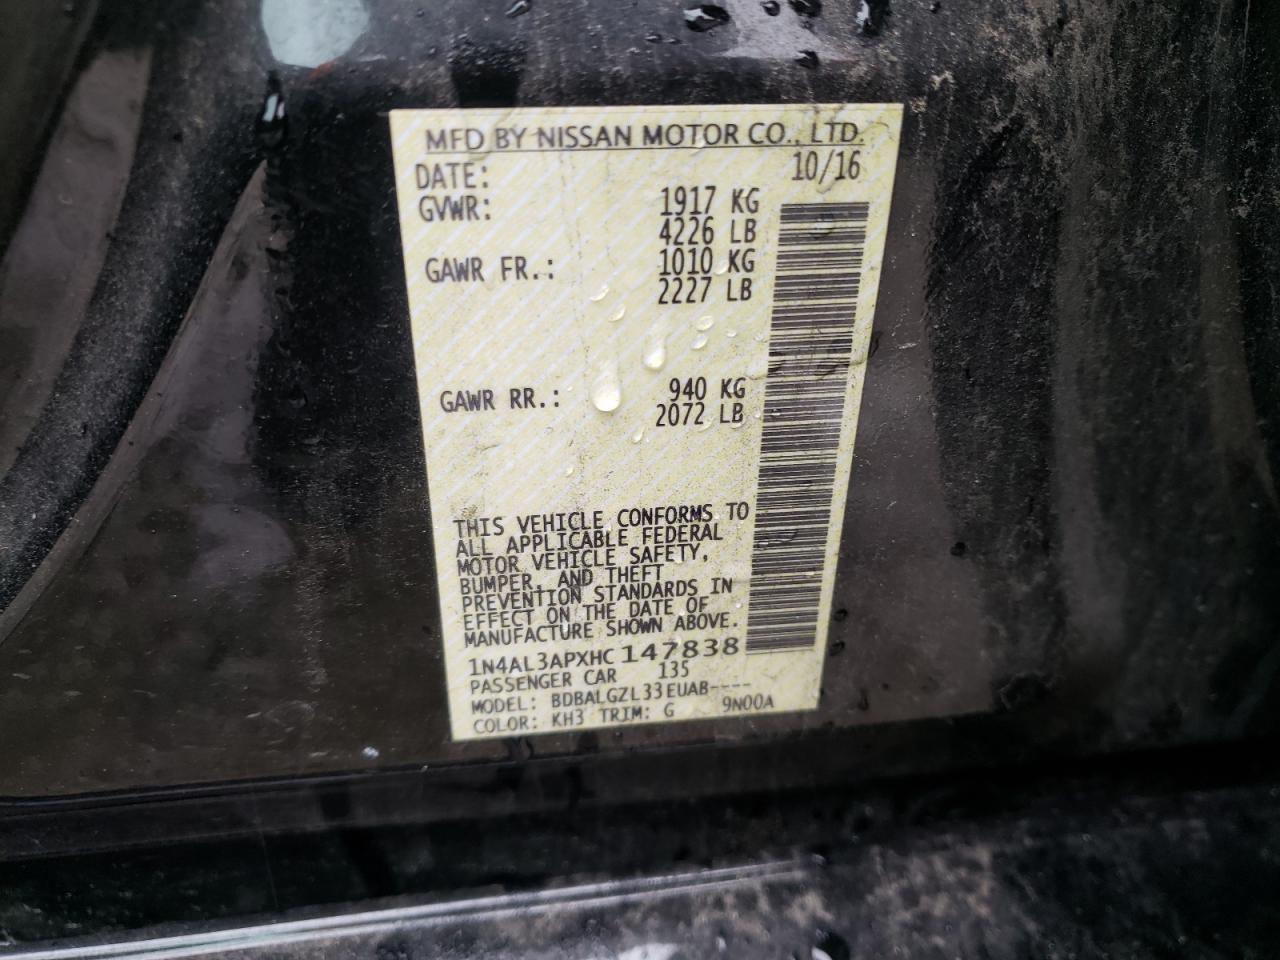 MFD BY NISSAN MOTOR CO., LTD.
DATE: 10/16
GVWR: 1917 KG
4226 LB
GAWR FR.: 1010 KG
2227 LB
GAWR RR.: 940 KG
2072 LB
THIS VEHICLE CONFORMS TO
ALL APPLICABLE FEDERAL
MOTOR VEHICLE SAFETY,
BUMPER, AND THEFT
PREVENTION STANDARDS IN
EFFECT ON THE DATE OF
MANUFACTURE SHOWN ABOVE.
1N4AL3APXHC147838
PASSENGER CAR 135
MODEL: BDBALGZL33EUAB----
COLOR: KH3 TRIM: G 9N00A